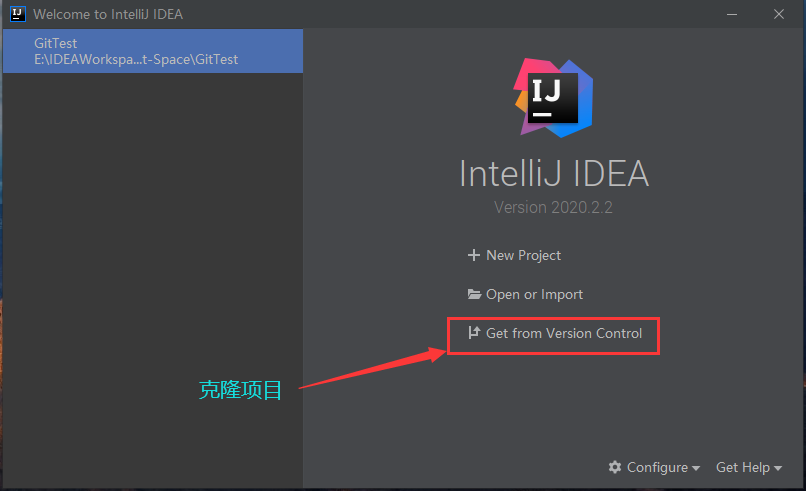 Welcome to IntelliJ IDEA
GitTest
E:\IDEAWorkspa...t-Space\GitTest
IJ
IntelliJ IDEA
Version 2020.2.2
New Project
Open or Import
Get from Version Control
克隆项目
Configure
Get Help